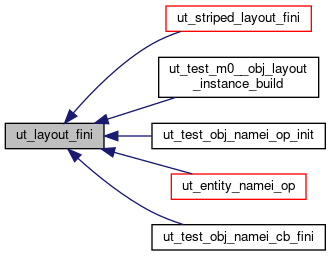 ut_striped_layout_fini
ut_test_m0__obj_layout
_instance_build
ut_layout_fini
ut_test_obj_namei_op_init
ut_entity_namei_op
ut_test_obj_namei_cb_fini